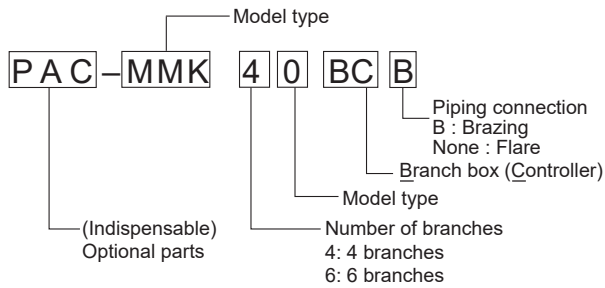 Model type
PAC-MMK 4 0 BC B
Piping connection
B : Brazing
None : Flare
Branch box (Controller)
Model type
(Indispensable)
Optional parts
Number of branches
4: 4 branches
6: 6 branches